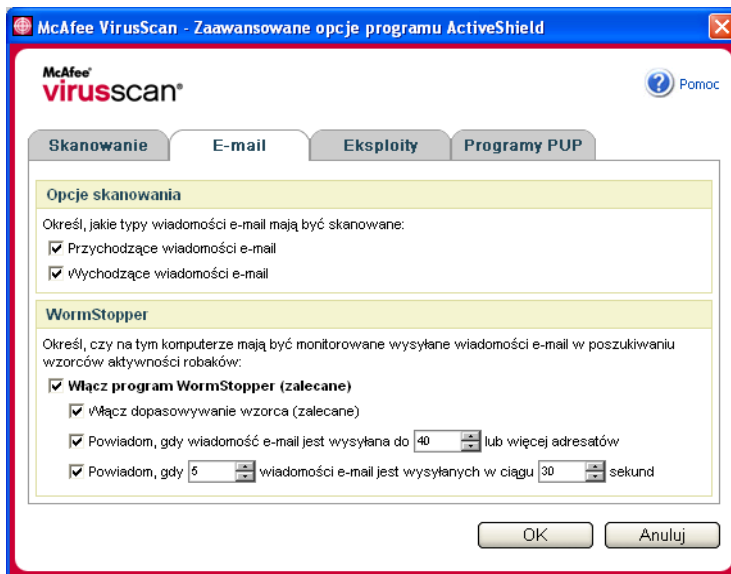 McAfee VirusScan - Zaawansowane opcje programu ActiveShield
McAfee®
virusscan®
Pomoc
Skanowanie
E-mail
Eksploity
Programy PUP
Opcje skanowania
Określ, jakie typy wiadomości e-mail mają być skanowane:
Przychodzące wiadomości e-mail
Wychodzące wiadomości e-mail
WormStopper
Określ, czy na tym komputerze mają być monitorowane wysyłane wiadomości e-mail w poszukiwaniu
wzorców aktywności robaków:
Włącz program WormStopper (zalecane)
Włącz dopasowywanie wzorca (zalecane)
Powiadom, gdy wiadomość e-mail jest wysyłana do 40 lub więcej adresatów
Powiadom, gdy 5 wiadomości e-mail jest wysyłanych w ciągu 30 sekund
OK
Anuluj